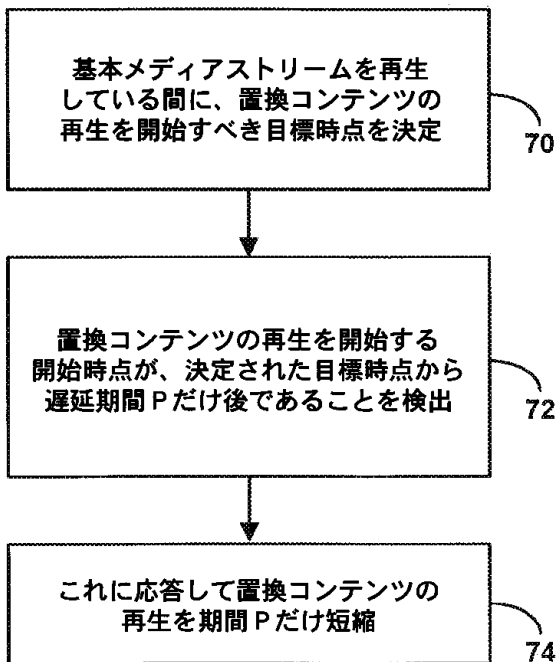 基本メディアストリームを再生
している間に、置換コンテンツの
再生を開始すべき目標時点を決定
70
置換コンテンツの再生を開始する
開始時点が、決定された目標時点から
遅延期間Pだけ後であることを検出
72
これに応答して置換コンテンツの
再生を期間Pだけ短縮
74